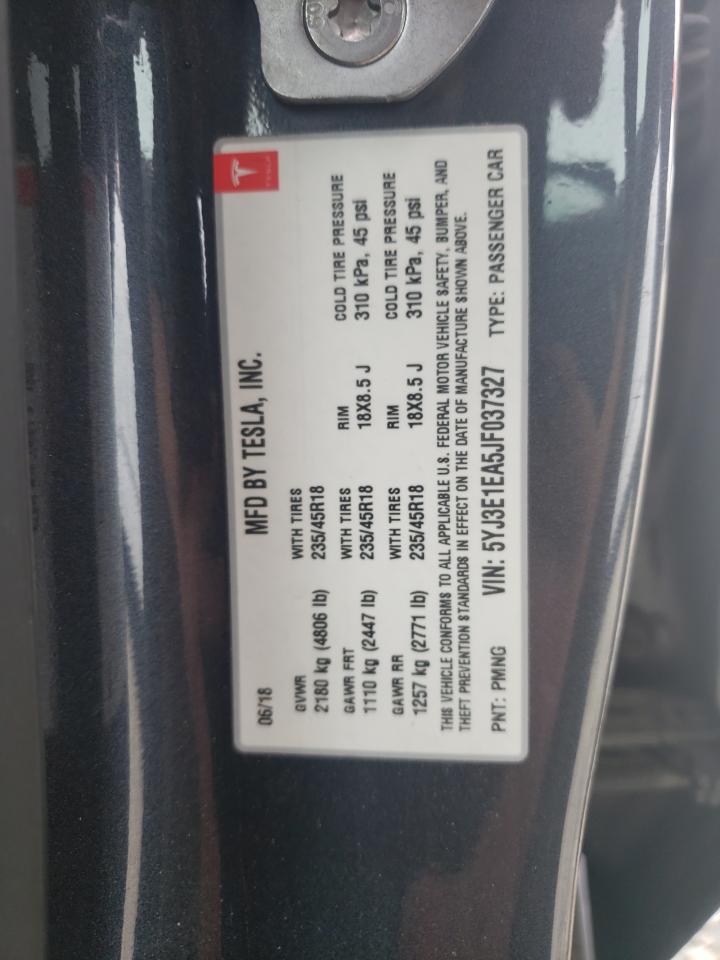 TESLA
MFD BY TESLA, INC.
06/18
GVWR WITH TIRES
2180 kg (4806 lb) 235/45R18 RIM COLD TIRE PRESSURE
GAWR FRT WITH TIRES
1110 kg (2447 lb) 235/45R18 18X8.5 J 310 kPa, 45 psi
GAWR RR WITH TIRES RIM COLD TIRE PRESSURE
1257 kg (2771 lb) 235/45R18 18X8.5 J 310 kPa, 45 psi
THIS VEHICLE CONFORMS TO ALL APPLICABLE U.S. FEDERAL MOTOR VEHICLE SAFETY, BUMPER, AND
THEFT PREVENTION STANDARDS IN EFFECT ON THE DATE OF MANUFACTURE SHOWN ABOVE.
PNT: PMNG VIN: 5YJ3E1EA5JF037327 TYPE: PASSENGER CAR